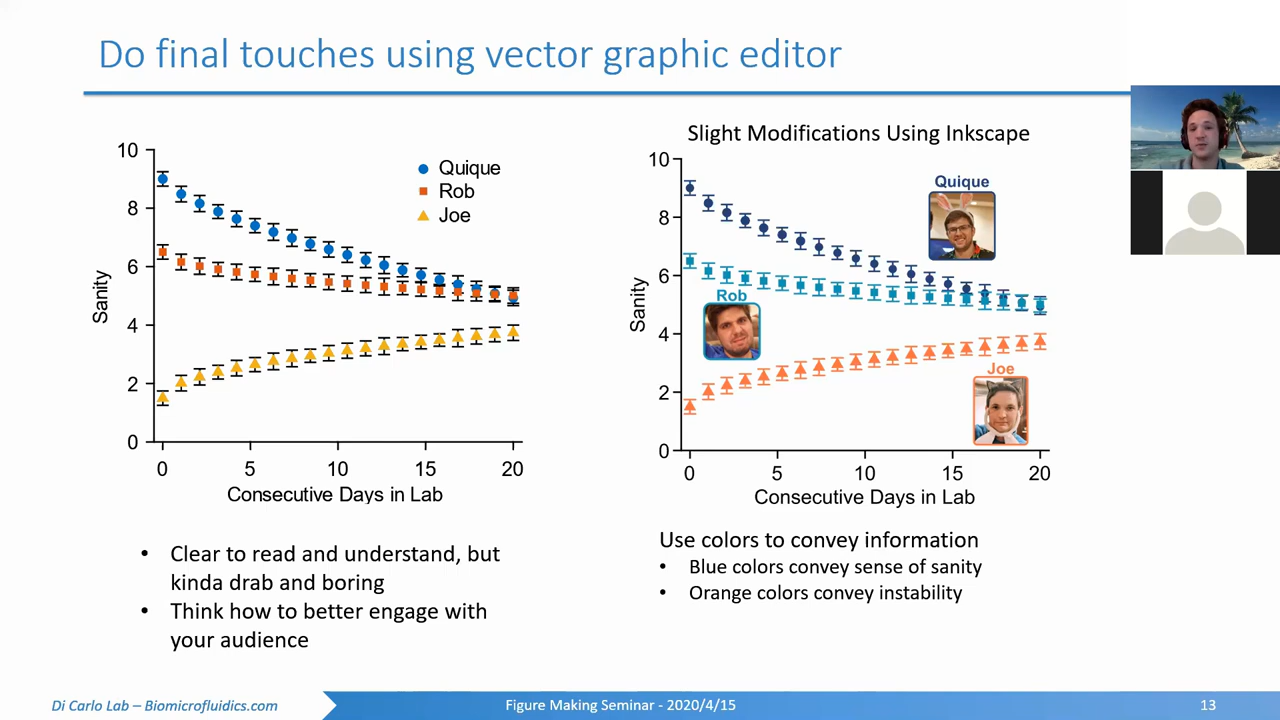 Do final touches using vector graphic editor
10
8
6
4
2
0
Sanity
Quique
Rob
Joe
0 5 10 15 20
Consecutive Days in Lab
Slight Modifications Using Inkscape
10
8
6
4
2
0
Sanity
Quique
Rob
Joe
0 5 10 15 20
Consecutive Days in Lab
• Clear to read and understand, but
kinda drab and boring
• Think how to better engage with
your audience
Use colors to convey information
• Blue colors convey sense of sanity
• Orange colors convey instability
Di Carlo Lab – Biomicrofluidics.com
Figure Making Seminar - 2020/4/15
13